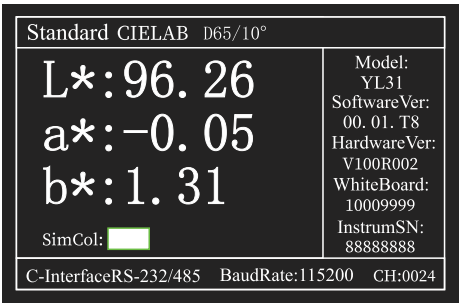 Standard CIELAB D65/10°
L*:96.26
a*:-0.05
b*:1.31
SimCol:
Model:
YL31
SoftwareVer:
00.01.T8
HardwareVer:
V100R002
WhiteBoard:
10009999
InstrumSN:
88888888
C-InterfaceRS-232/485 BaudRate:115200 CH:0024